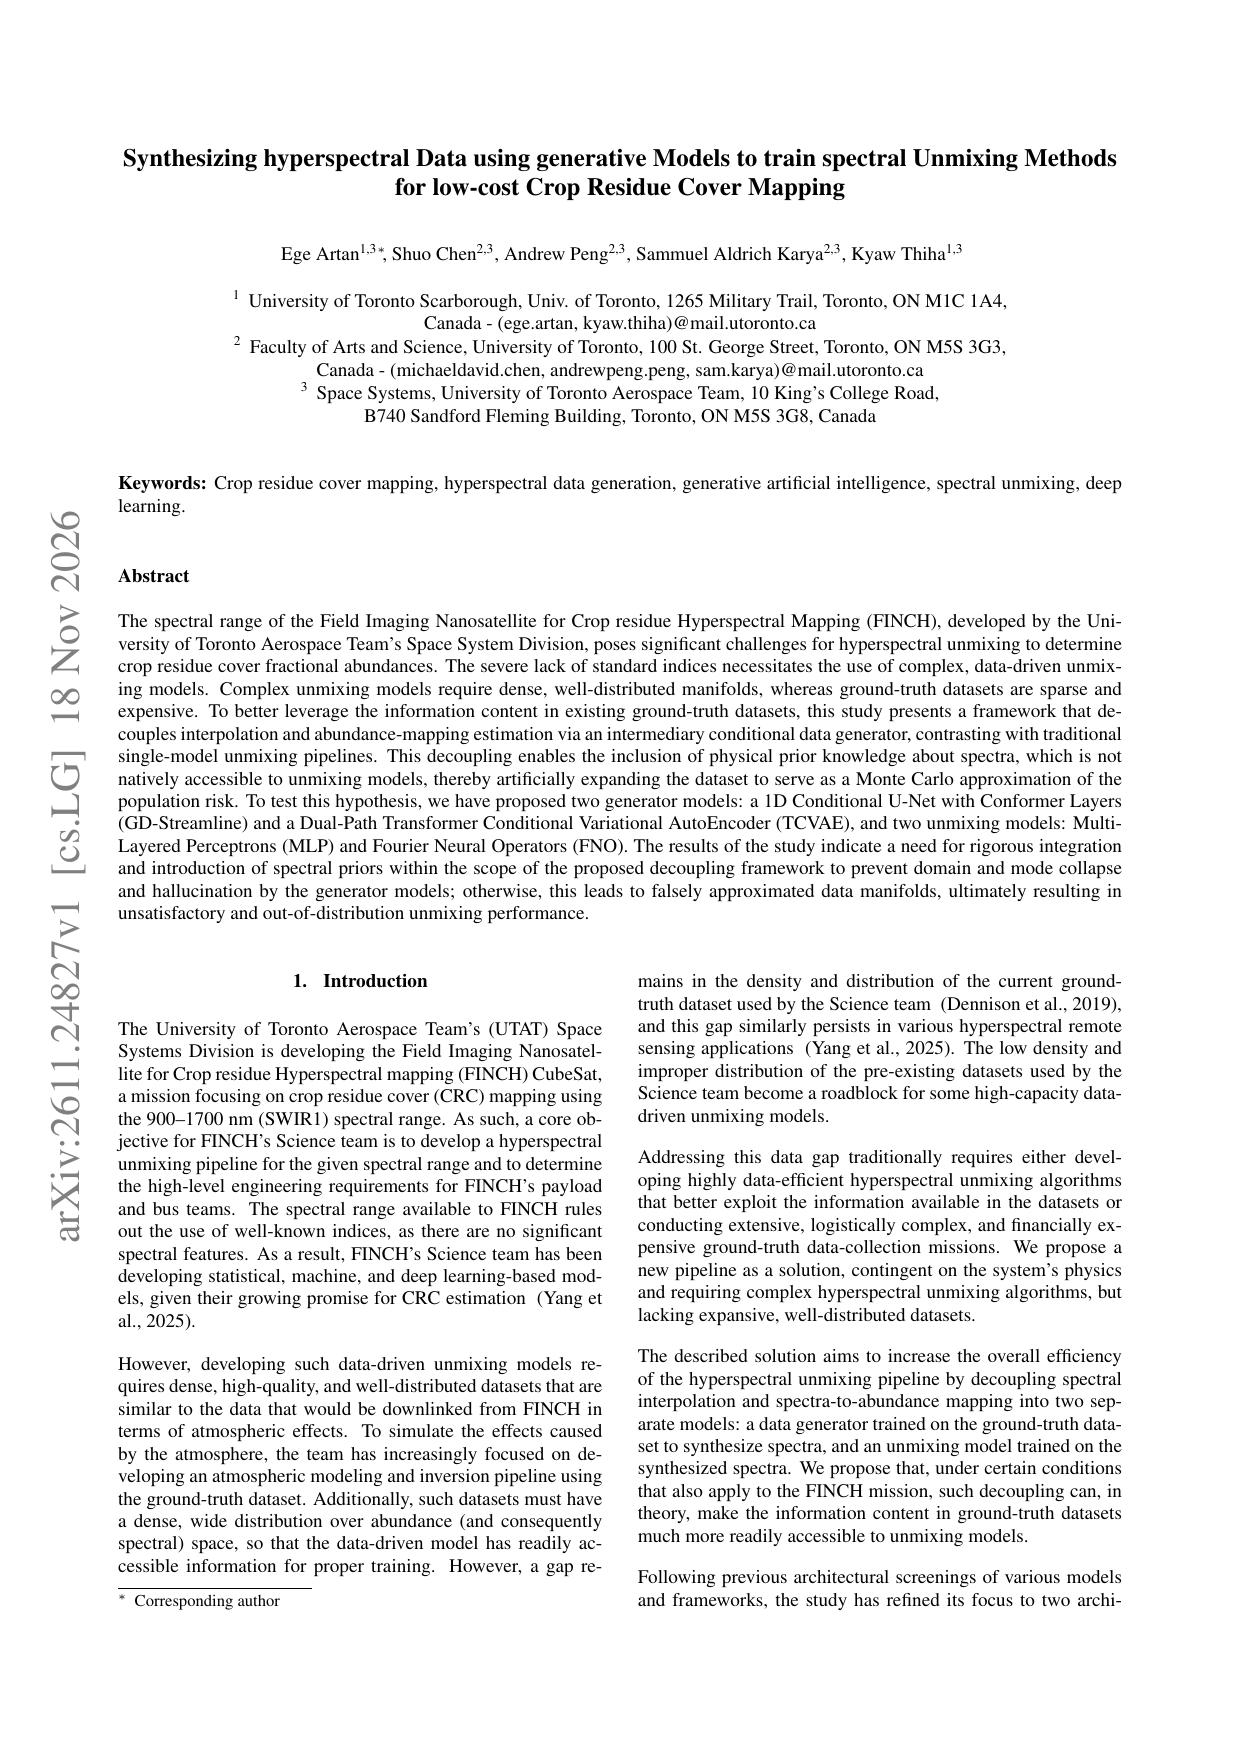 Synthesizing hyperspectral Data using generative Models to train spectral Unmixing Methods
for low-cost Crop Residue Cover Mapping
Ege Artan1,3*, Shuo Chen2,3, Andrew Peng2,3, Sammuel Aldrich Karya2,3, Kyaw Thiha1,3
1 University of Toronto Scarborough, Univ. of Toronto, 1265 Military Trail, Toronto, ON M1C 1A4,
Canada - (ege.artan, kyaw.thiha)@mail.utoronto.ca
2 Faculty of Arts and Science, University of Toronto, 100 St. George Street, Toronto, ON M5S 3G3,
Canada - (michaeldavid.chen, andrewpeng.peng, sam.karya)@mail.utoronto.ca
3 Space Systems, University of Toronto Aerospace Team, 10 King's College Road,
B740 Sandford Fleming Building, Toronto, ON M5S 3G8, Canada
Keywords: Crop residue cover mapping, hyperspectral data generation, generative artificial intelligence, spectral unmixing, deep
learning.
Abstract
The spectral range of the Field Imaging Nanosatellite for Crop residue Hyperspectral Mapping (FINCH), developed by the Uni-
versity of Toronto Aerospace Team's Space System Division, poses significant challenges for hyperspectral unmixing to determine
crop residue cover fractional abundances. The severe lack of standard indices necessitates the use of complex, data-driven unmix-
ing models. Complex unmixing models require dense, well-distributed manifolds, whereas ground-truth datasets are sparse and
expensive. To better leverage the information content in existing ground-truth datasets, this study presents a framework that de-
couples interpolation and abundance-mapping estimation via an intermediary conditional data generator, contrasting with traditional
single-model unmixing pipelines. This decoupling enables the inclusion of physical prior knowledge about spectra, which is not
natively accessible to unmixing models, thereby artificially expanding the dataset to serve as a Monte Carlo approximation of the
population risk. To test this hypothesis, we have proposed two generator models: a 1D Conditional U-Net with Conformer Layers
(GD-Streamline) and a Dual-Path Transformer Conditional Variational AutoEncoder (TCVAE), and two unmixing models: Multi-
Layered Perceptrons (MLP) and Fourier Neural Operators (FNO). The results of the study indicate a need for rigorous integration
and introduction of spectral priors within the scope of the proposed decoupling framework to prevent domain and mode collapse
and hallucination by the generator models; otherwise, this leads to falsely approximated data manifolds, ultimately resulting in
unsatisfactory and out-of-distribution unmixing performance.
1. Introduction
The University of Toronto Aerospace Team's (UTAT) Space
Systems Division is developing the Field Imaging Nanosatel-
lite for Crop residue Hyperspectral mapping (FINCH) CubeSat,
a mission focusing on crop residue cover (CRC) mapping using
the 900–1700 nm (SWIR1) spectral range. As such, a core ob-
jective for FINCH's Science team is to develop a hyperspectral
unmixing pipeline for the given spectral range and to determine
the high-level engineering requirements for FINCH's payload
and bus teams. The spectral range available to FINCH rules
out the use of well-known indices, as there are no significant
spectral features. As a result, FINCH's Science team has been
developing statistical, machine, and deep learning-based mod-
els, given their growing promise for CRC estimation (Yang et
al., 2025).
However, developing such data-driven unmixing models re-
quires dense, high-quality, and well-distributed datasets that are
similar to the data that would be downlinked from FINCH in
terms of atmospheric effects. To simulate the effects caused
by the atmosphere, the team has increasingly focused on de-
veloping an atmospheric modeling and inversion pipeline using
the ground-truth dataset. Additionally, such datasets must have
a dense, wide distribution over abundance (and consequently
spectral) space, so that the data-driven model has readily ac-
cessible information for proper training. However, a gap re-
* Corresponding author
mains in the density and distribution of the current ground-
truth dataset used by the Science team (Dennison et al., 2019),
and this gap similarly persists in various hyperspectral remote
sensing applications (Yang et al., 2025). The low density and
improper distribution of the pre-existing datasets used by the
Science team become a roadblock for some high-capacity data-
driven unmixing models.
Addressing this data gap traditionally requires either devel-
oping highly data-efficient hyperspectral unmixing algorithms
that better exploit the information available in the datasets or
conducting extensive, logistically complex, and financially ex-
pensive ground-truth data-collection missions. We propose a
new pipeline as a solution, contingent on the system's physics
and requiring complex hyperspectral unmixing algorithms, but
lacking expansive, well-distributed datasets.
The described solution aims to increase the overall efficiency
of the hyperspectral unmixing pipeline by decoupling spectral
interpolation and spectra-to-abundance mapping into two sep-
arate models: a data generator trained on the ground-truth data-
set to synthesize spectra, and an unmixing model trained on the
synthesized spectra. We propose that, under certain conditions
that also apply to the FINCH mission, such decoupling can, in
theory, make the information content in ground-truth datasets
much more readily accessible to unmixing models.
Following previous architectural screenings of various models
and frameworks, the study has refined its focus to two archi-
arXiv:2611.24827v1 [cs.LG] 18 Nov 2026